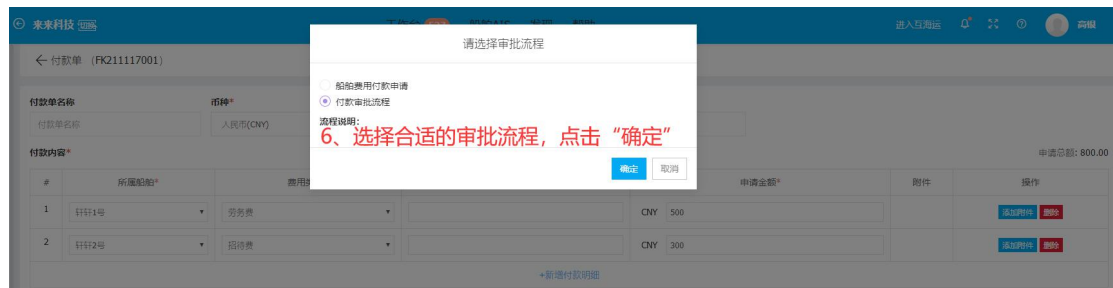 来来科技
进入互海运
付款单 (FK211117001)
请选择审批流程
船舶费用付款申请
付款审批流程
流程说明:
6、选择合适的审批流程，点击“确定”
确定 取消
付款单名称 币种*
付款单名称 人民币(CNY)
付款内容* 申请总额: 800.00
# 所属船舶* 申请金额* 附件 操作
1 轩轩1号 劳务费 CNY 500 添加附件 删除
2 轩轩2号 招待费 CNY 300 添加附件 删除
+新增付款明细